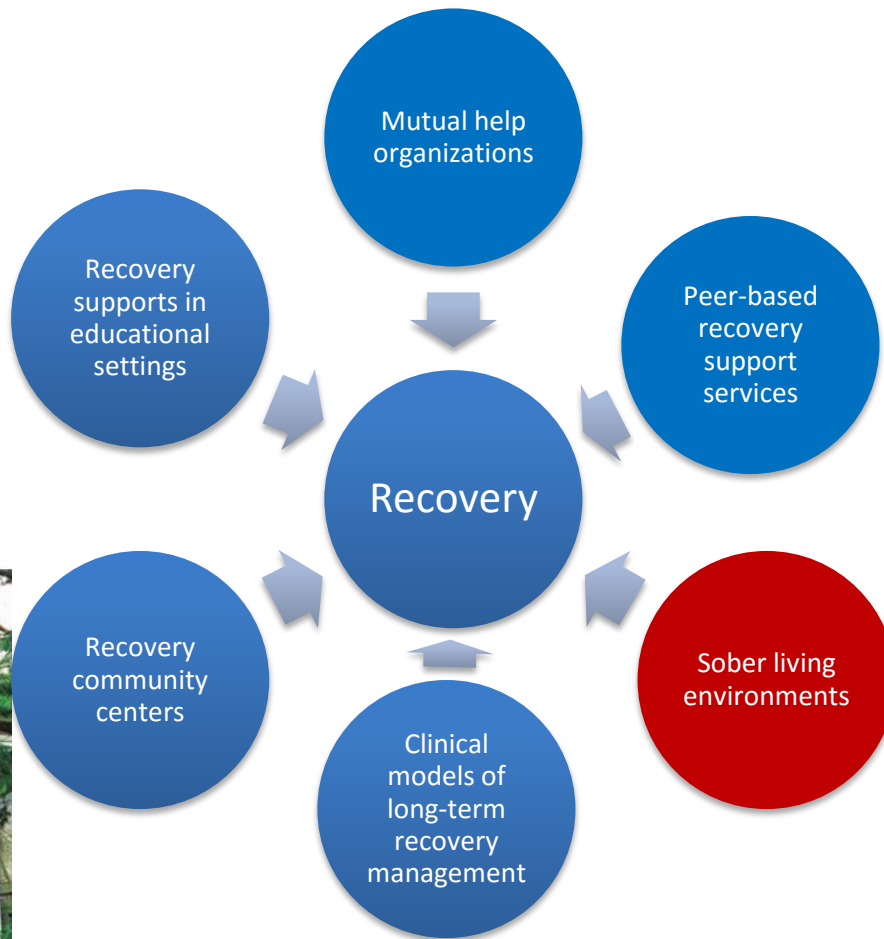 Mutual help
organizations
Recovery
supports in
educational
settings
Peer-based
recovery
support
services
Recovery
Recovery
community
centers
Sober living
environments
Clinical
models of
long-term
recovery
management